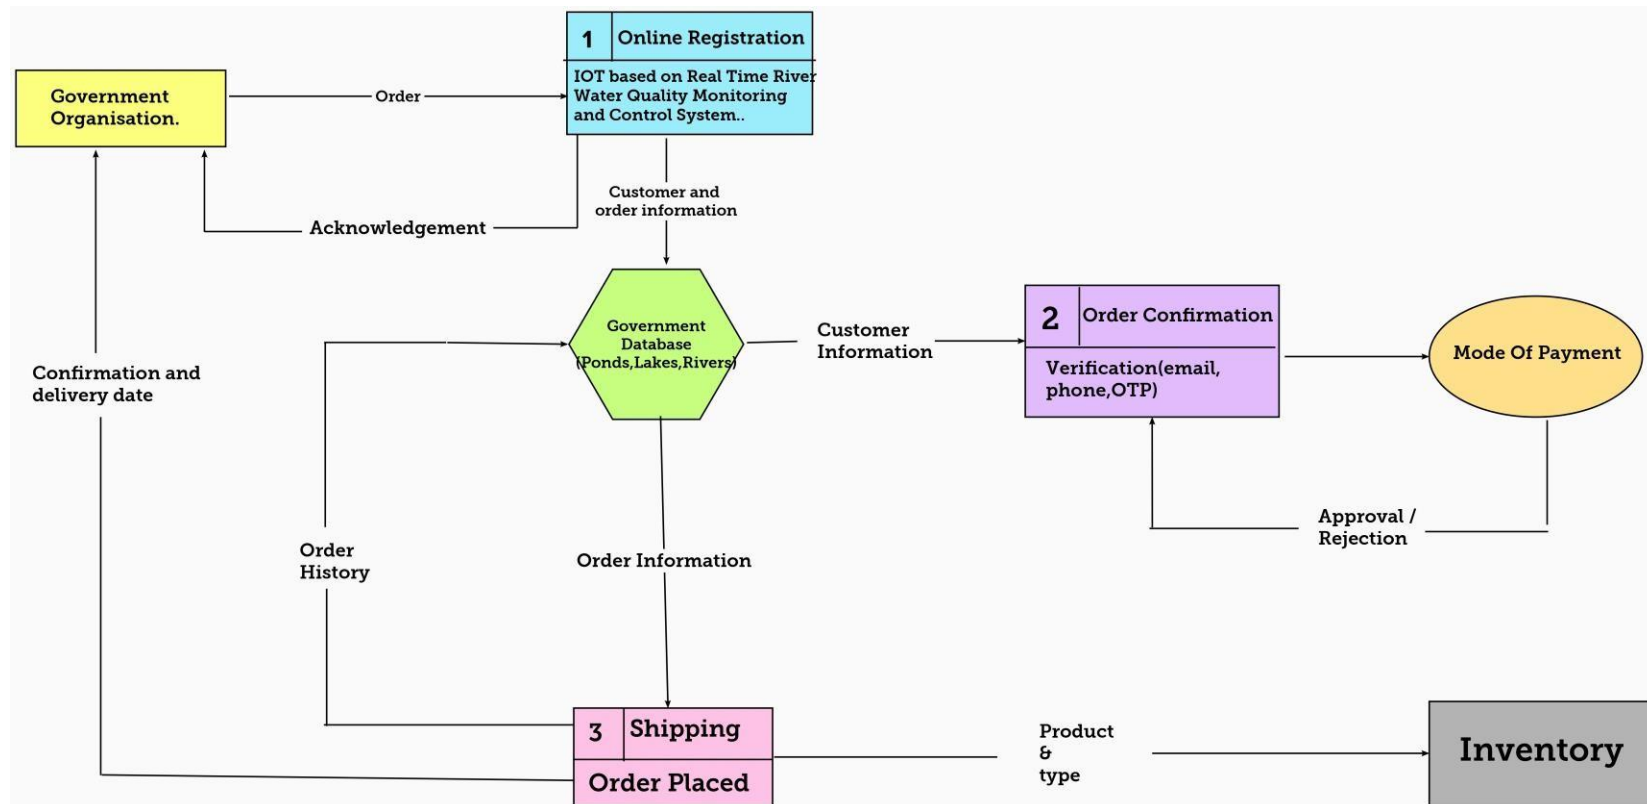 1
Online Registration
IOT based on Real Time River
Water Quality Monitoring
and Control System..
Government
Organisation.
Order
Customer and
order information
Acknowledgement
Government
Database
(Ponds,Lakes,Rivers)
Customer
Information
2
Order Confirmation
Verification(email,
phone,OTP)
Mode Of Payment
Confirmation and
delivery date
Approval /
Rejection
Order
History
Order Information
3
Shipping
Order Placed
Product
&
type
Inventory